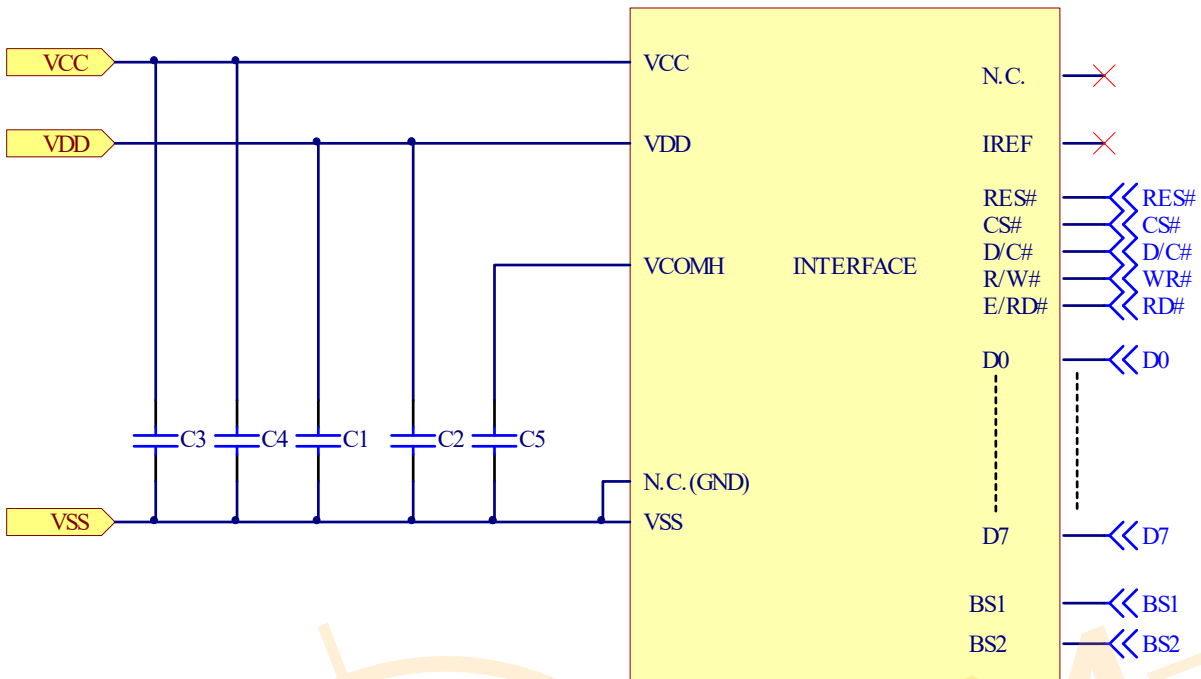 VCC VCC N.C.
VDD VDD IREF
RES# RES#
CS# CS#
D/C# D/C#
VCOMH INTERFACE R/W# WR#
E/RD# RD#
D0 D0
C3 C4 C1 C2 C5
N.C.(GND)
VSS VSS
D7 D7
BS1 BS1
BS2 BS2